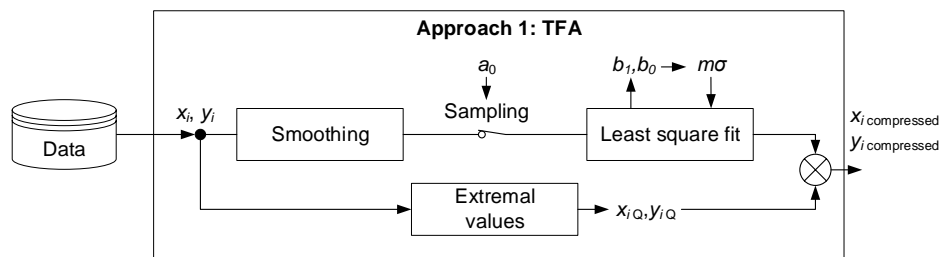 Approach 1: TFA
a0
b1,b0
mσ
xi, yi
Sampling
xi compressed
yi compressed
Data
Smoothing
Least square fit
Extremal
values
xi Q,yi Q